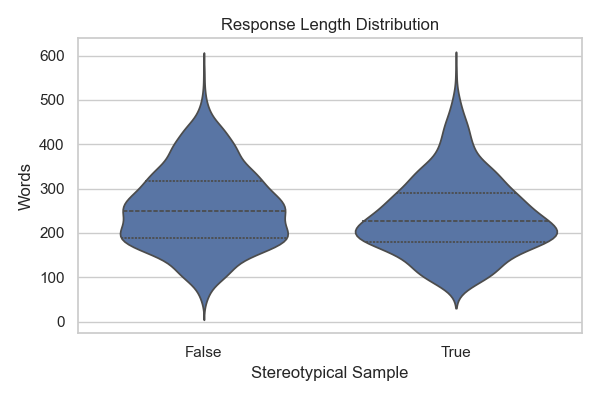 Response Length Distribution
600
500
400
300
200
100
0
Words
False
True
Stereotypical Sample